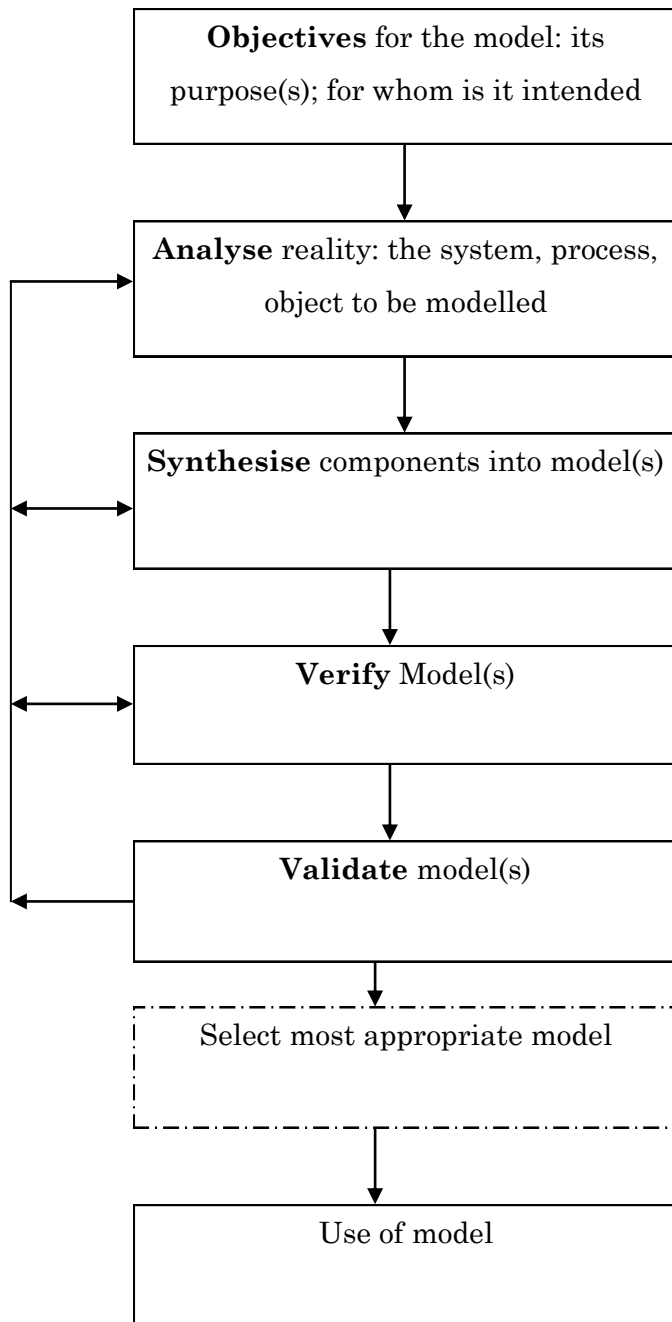 Objectives for the model: its
purpose(s); for whom is it intended
Analyse reality: the system, process,
object to be modelled
Synthesise components into model(s)
Verify Model(s)
Validate model(s)
Select most appropriate model
Use of model